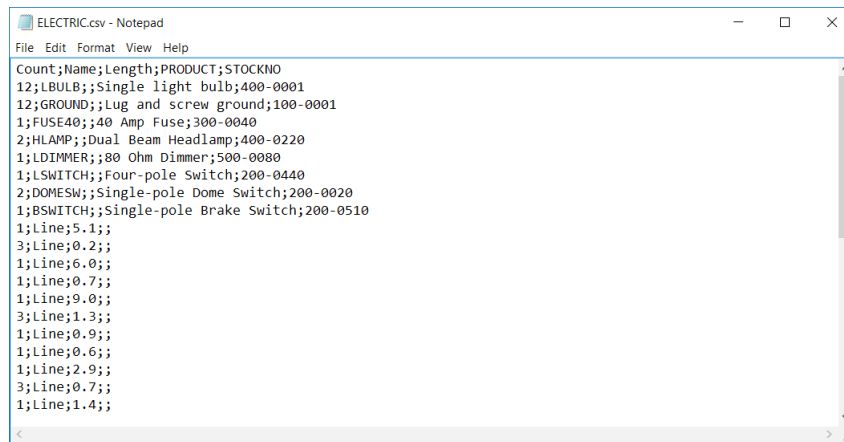 ELECTRIC.csv - Notepad
File Edit Format View Help
Count;Name;Length;PRODUCT;STOCKNO
12;LBULB;;Single light bulb;400-0001
12;GROUND;;Lug and screw ground;100-0001
1;FUSE40;;40 Amp Fuse;300-0040
2;HLAMP;;Dual Beam Headlamp;400-0220
1;LDIMMER;;80 Ohm Dimmer;500-0080
1;LSWITCH;;Four-pole Switch;200-0440
2;DOMESW;;Single-pole Dome Switch;200-0020
1;BSWITCH;;Single-pole Brake Switch;200-0510
1;Line;5.1;;
3;Line;0.2;;
1;Line;6.0;;
1;Line;0.7;;
1;Line;9.0;;
3;Line;1.3;;
1;Line;0.9;;
1;Line;0.6;;
1;Line;2.9;;
3;Line;0.7;;
1;Line;1.4;;